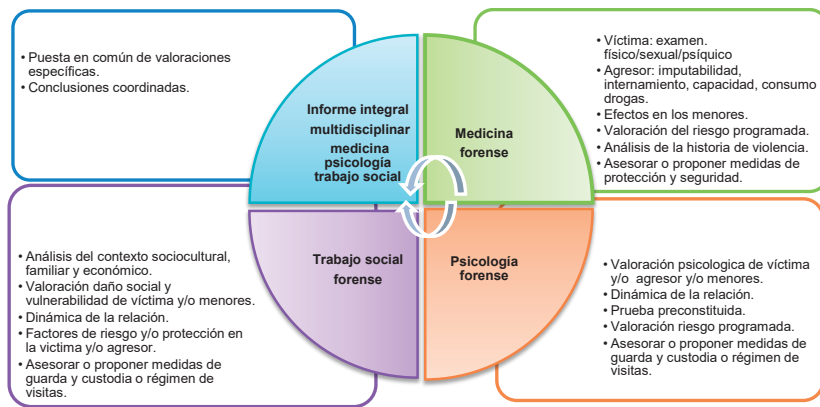 • Puesta en común de valoraciones
específicas.
• Conclusiones coordinadas.
Informe integral
multidisciplinar
medicina
psicología
trabajo social
Medicina
forense
• Víctima: examen.
físico/sexual/psíquico
• Agresor: imputabilidad,
internamiento, capacidad, consumo
drogas.
• Efectos en los menores.
• Valoración del riesgo programada.
• Análisis de la historia de violencia.
• Asesorar o proponer medidas de
protección y seguridad.
• Análisis del contexto sociocultural,
familiar y económico.
• Valoración daño social y
vulnerabilidad de víctima y/o menores.
• Dinámica de la relación.
• Factores de riesgo y/o protección en
la victima y/o agresor.
• Asesorar o proponer medidas de
guarda y custodia o régimen de
visitas.
Trabajo social
forense
Psicología
forense
• Valoración psicologica de víctima
y/o agresor y/o menores.
• Dinámica de la relación.
• Prueba preconstituida.
• Valoración riesgo programada.
• Asesorar o proponer medidas de
guarda y custodia o régimen de
visitas.